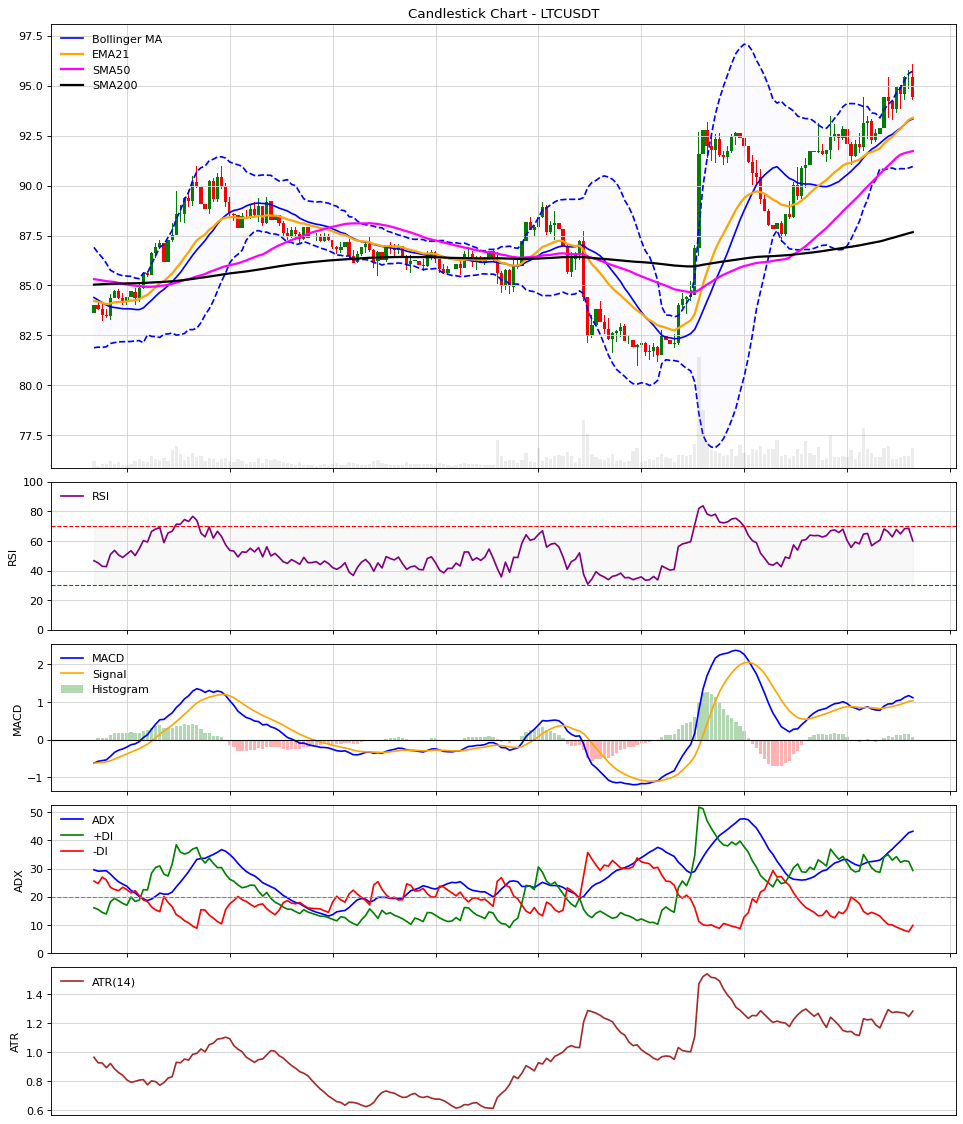 Candlestick Chart - LTCUSDT
Bollinger MA
EMA21
SMA50
SMA200
97.5
95.0
92.5
90.0
87.5
85.0
82.5
80.0
77.5
RSI
RSI
100
80
60
40
20
0
MACD
Signal
Histogram
MACD
2
1
0
−1
ADX
+DI
-DI
ADX
50
40
30
20
10
0
ATR(14)
ATR
1.4
1.2
1.0
0.8
0.6